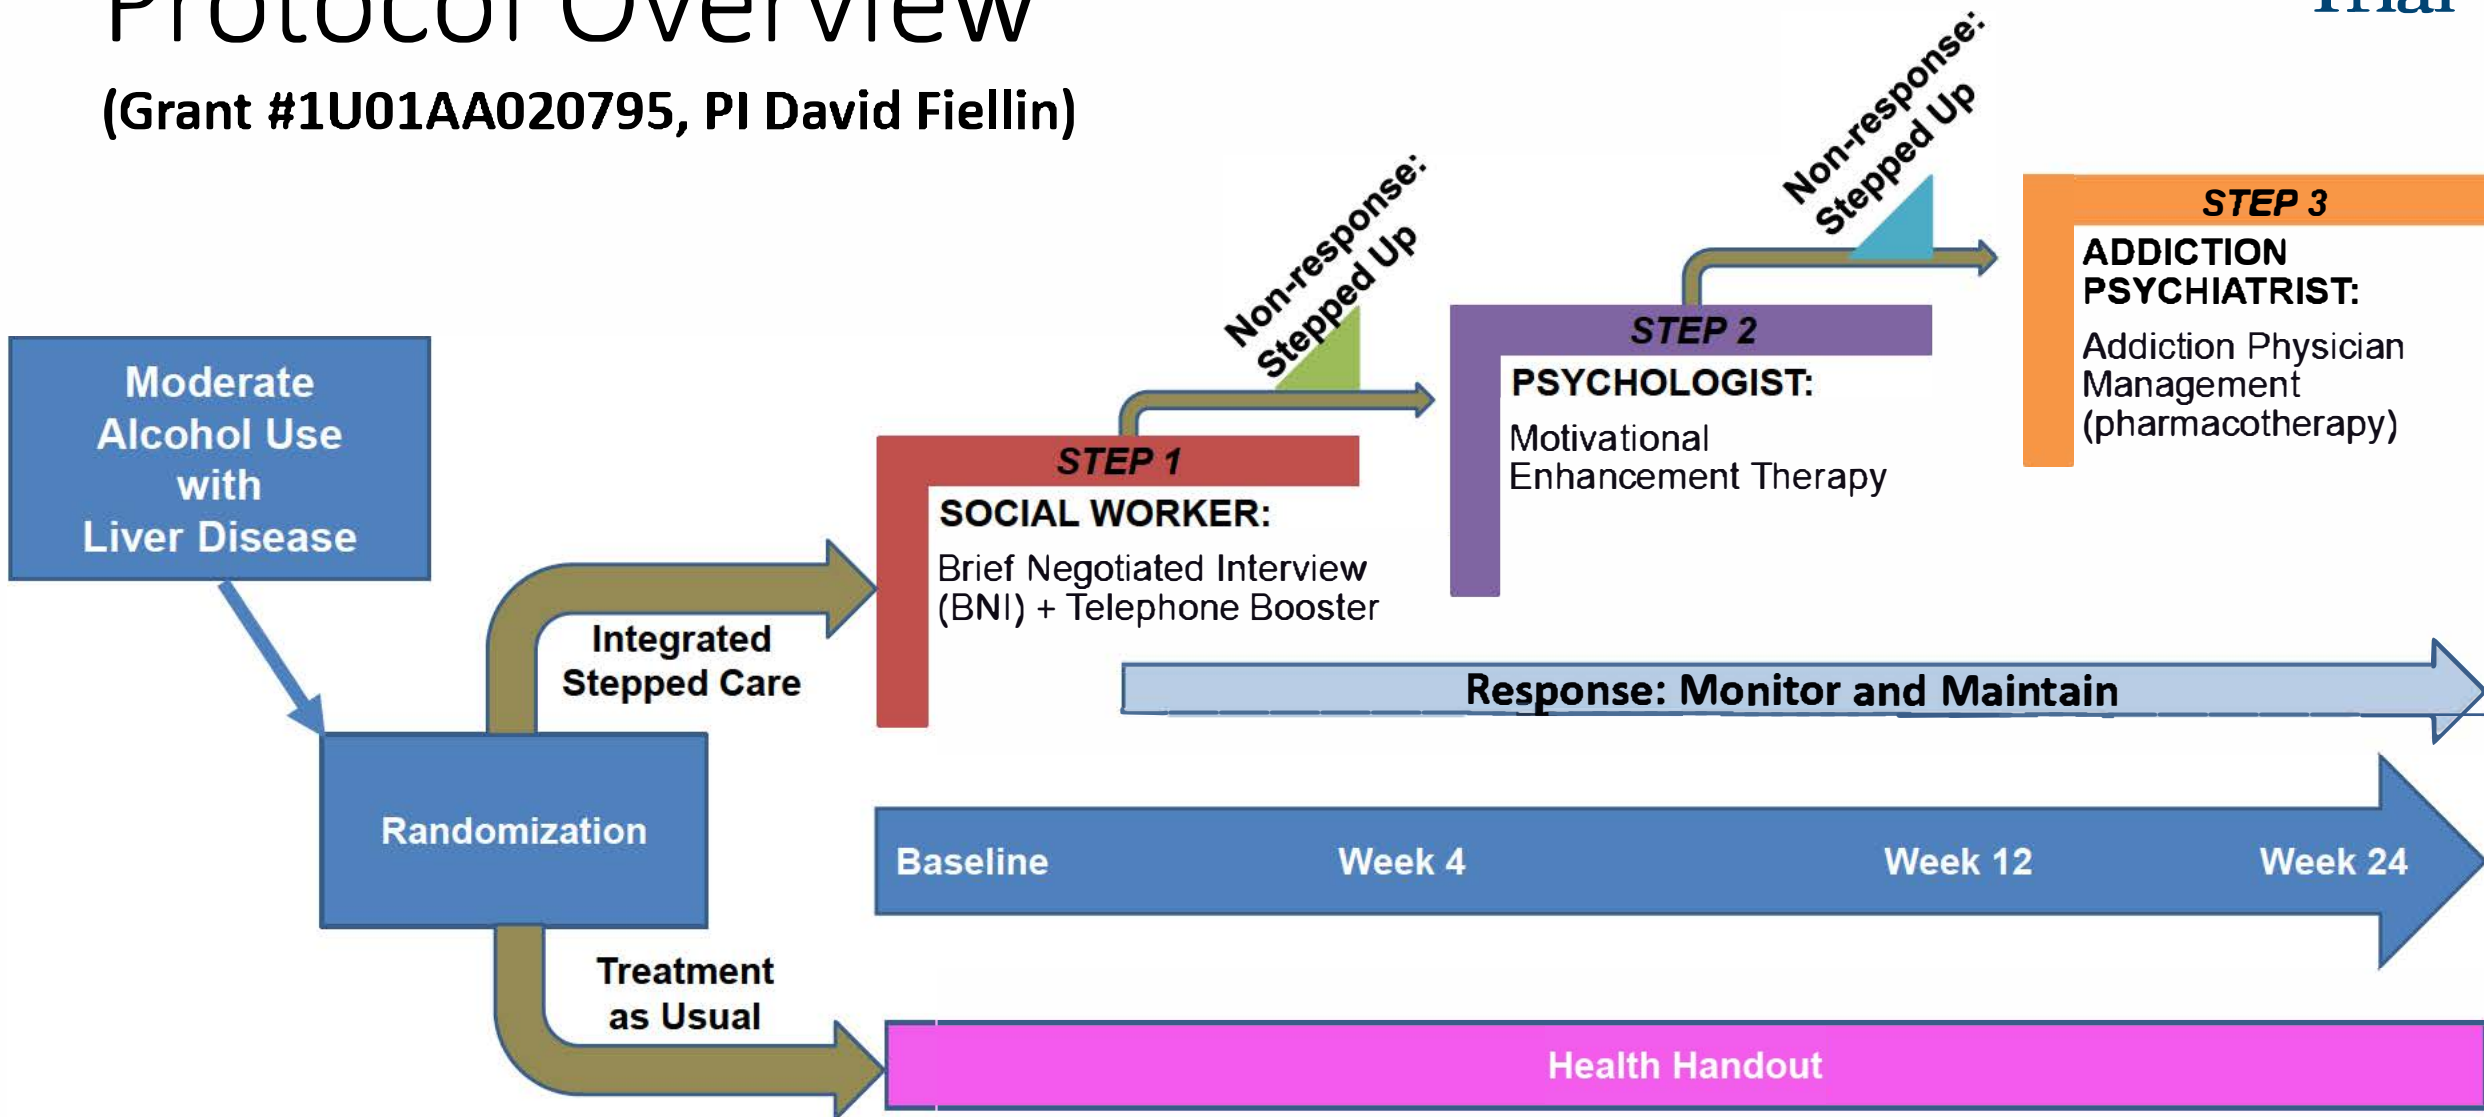 Protocol Overview
Trial
(Grant #1U01AA020795, PI David Fiellin)
Non-response:
Stepped Up
Non-response:
Stepped Up
STEP 3
ADDICTION
PSYCHIATRIST:
Addiction Physician
Management
(pharmacotherapy)
STEP 2
PSYCHOLOGIST:
Motivational
Enhancement Therapy
STEP 1
SOCIAL WORKER:
Brief Negotiated Interview
(BNI) + Telephone Booster
Moderate
Alcohol Use
with
Liver Disease
Integrated
Stepped Care
Response: Monitor and Maintain
Randomization
Baseline Week 4 Week 12 Week 24
Treatment
as Usual
Health Handout